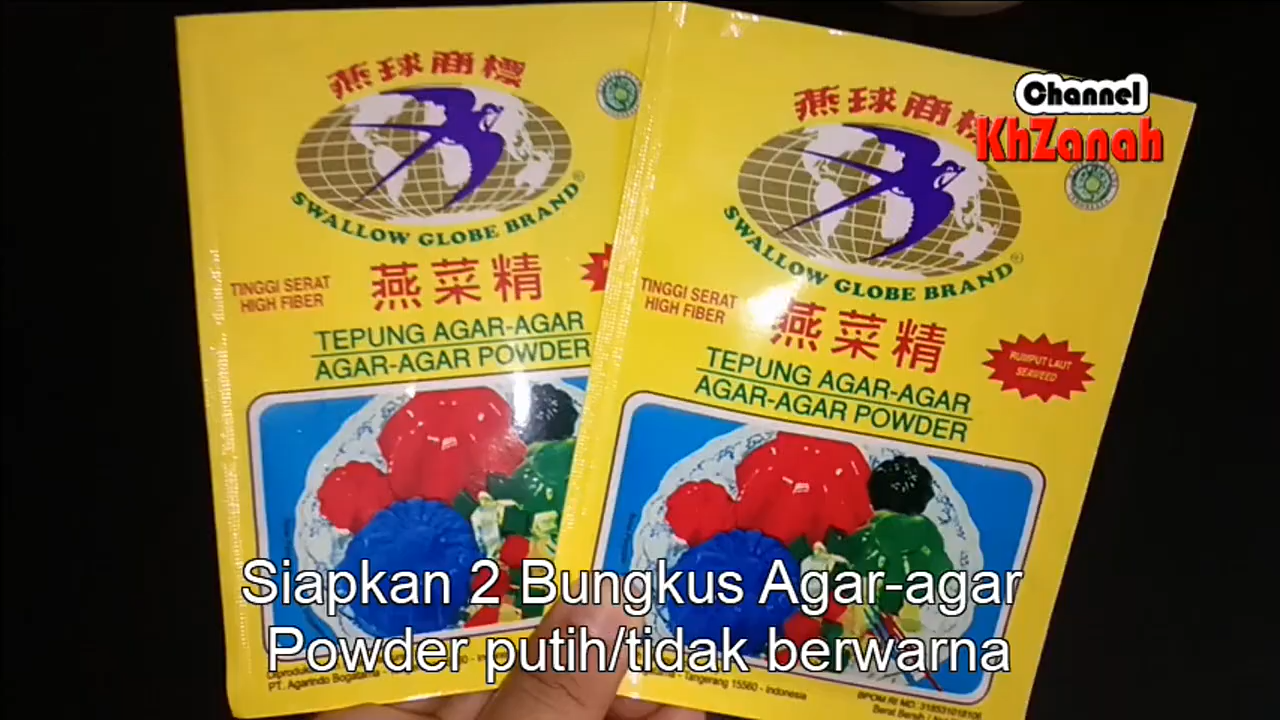 燕球商標
SWALLOW GLOBE BRAND®
TINGGI SERAT
HIGH FIBER
燕菜精
TEPUNG AGAR-AGAR
AGAR-AGAR POWDER
PT. Agarindo Bogatama
燕球商標
SWALLOW GLOBE BRAND®
TINGGI SERAT
HIGH FIBER
燕菜精
RUMPUT LAUT
SEAWEED
TEPUNG AGAR-AGAR
AGAR-AGAR POWDER
Tangerang 15560 - Indonesia
BPOM RI MD.
Channel
KhZanah
Siapkan 2 Bungkus Agar-agar
Powder putih/tidak berwarna